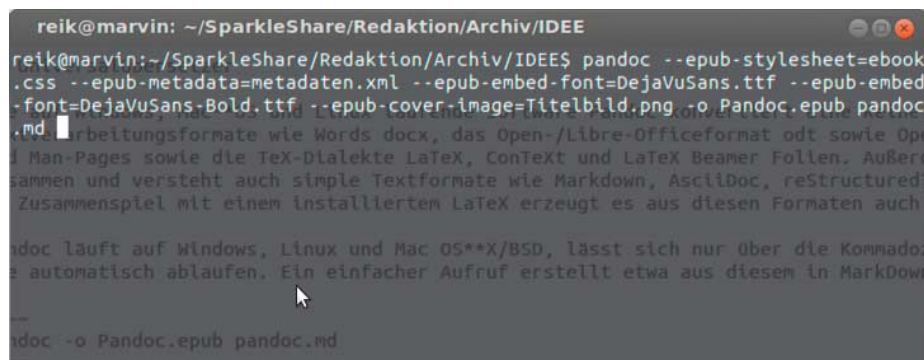 reik@marvin: ~/SparkleShare/Redaktion/Archiv/IDEE
reik@marvin:~/SparkleShare/Redaktion/Archiv/IDEE$ pandoc --epub-stylesheet=ebook
.css --epub-metadata=metadaten.xml --epub-embed-font=DejaVuSans.ttf --epub-embed
-font=DejaVuSans-Bold.ttf --epub-cover-image=Titelbild.png -o Pandoc.epub pandoc
.md
verarbeitungsformate wie Words docx, das Open-/Libre-Officeformat odt sowie Op
d Man-Pages sowie die TeX-Dialekte LaTeX, ConTeXt und LaTeX Beamer Folien. Außer
sammen und versteht auch simple Textformate wie Markdown, AsciiDoc, reStructured
Zusammenspiel mit einem installiertem LaTeX erzeugt es aus diesen Formaten auch
ndoc läuft auf Windows, Linux und Mac OS**X/BSD, lässt sich nur über die Kommado
e automatisch ablaufen. Ein einfacher Aufruf erstellt etwa aus diesem in MarkDow
ndoc -o Pandoc.epub pandoc.md